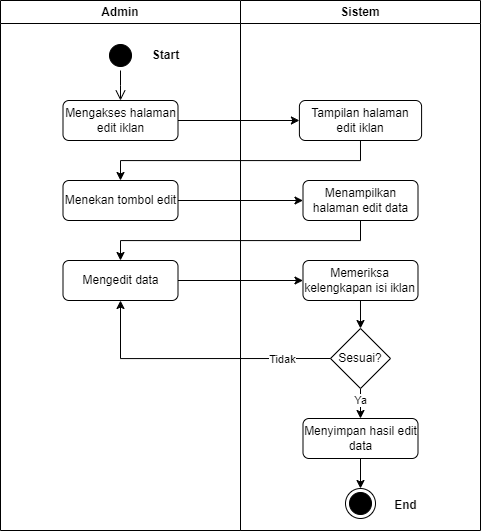 Admin
Sistem
Start
Mengakses halaman
edit iklan
Tampilan halaman
edit iklan
Menekan tombol edit
Menampilkan
halaman edit data
Mengedit data
Memeriksa
kelengkapan isi iklan
Tidak
Sesuai?
Ya
Menyimpan hasil edit
data
End